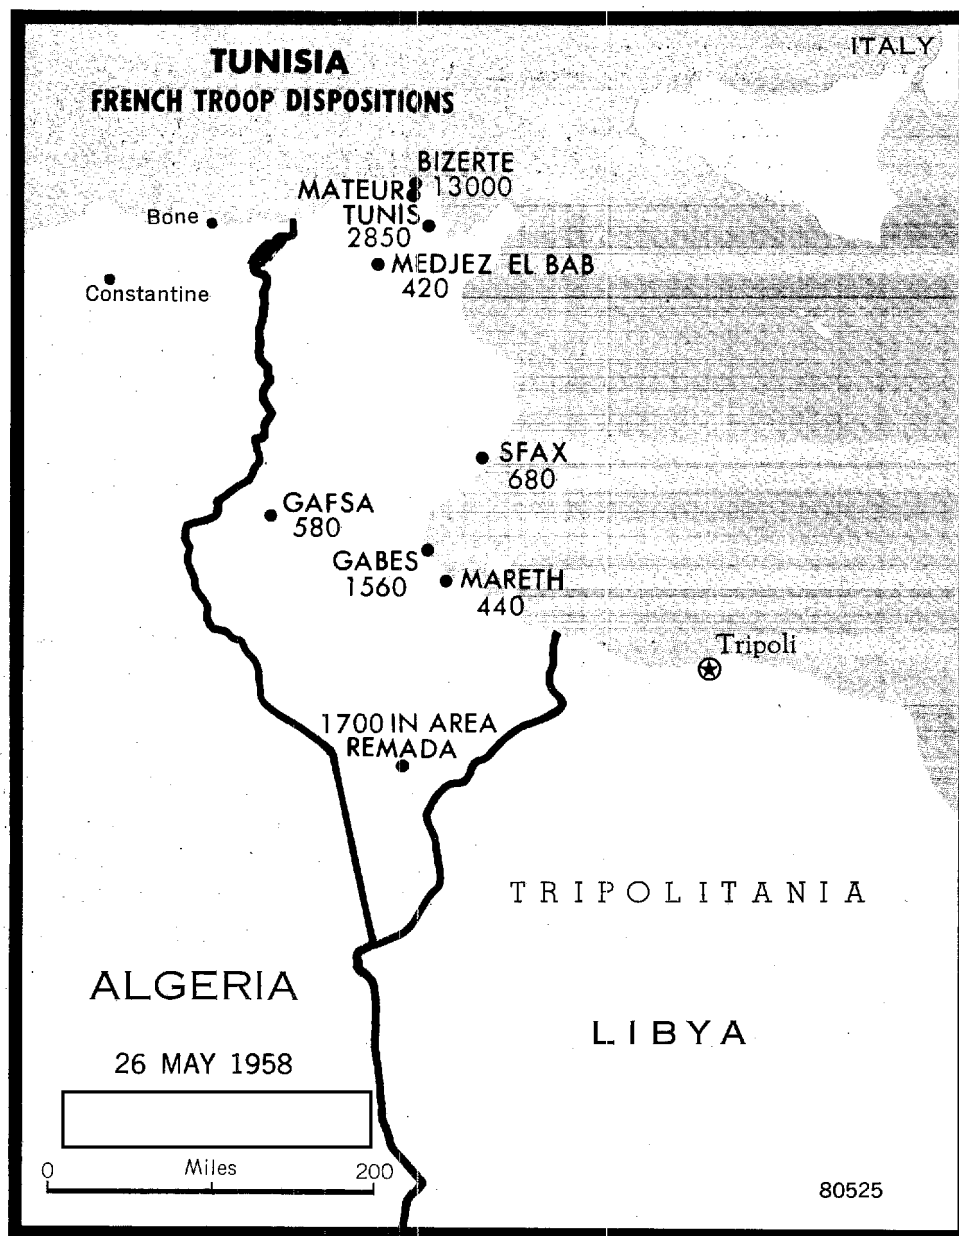 ITALY
TUNISIA
FRENCH TROOP DISPOSITIONS
BIZERTE
13000
MATEUR
TUNIS
2850
Bone
MEDJEZ EL BAB
420
Constantine
SFAX
680
GAFSA
580
GABES
1560
MARETH
440
Tripoli
1700 IN AREA
REMADA
TRIPOLITANIA
ALGERIA
LIBYA
26 MAY 1958
0 Miles 200
80525